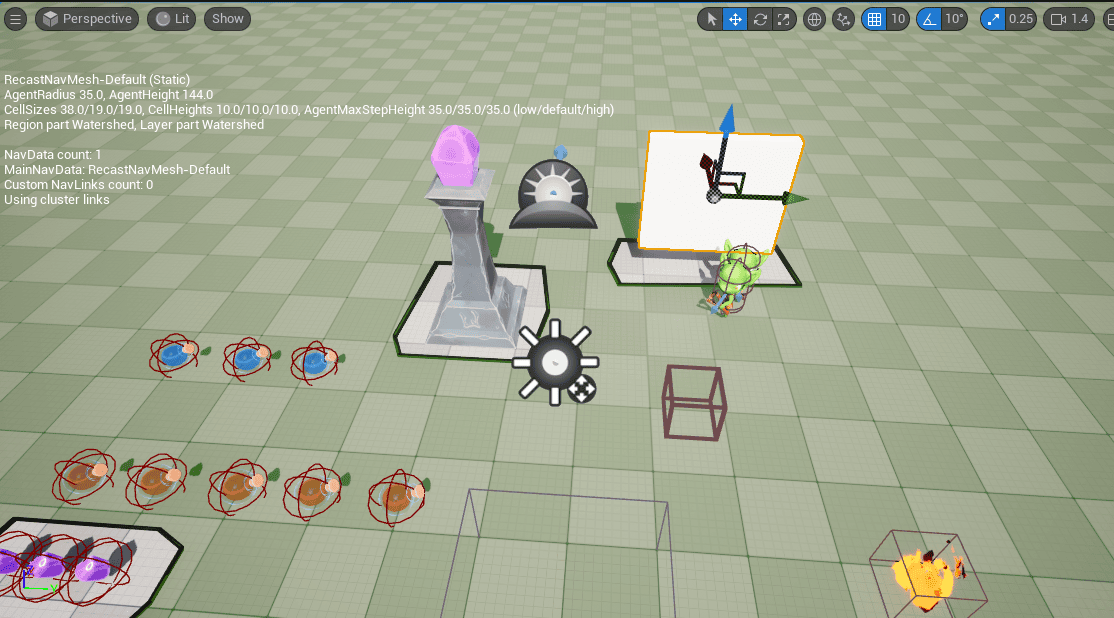 Perspective
Lit
Show
10
10°
0.25
1.4
RecastNavMesh-Default (Static)
AgentRadius 35.0, AgentHeight 144.0
CellSizes 38.0/19.0/19.0, CellHeights 10.0/10.0/10.0, AgentMaxStepHeight 35.0/35.0/35.0 (low/default/high)
Region part Watershed, Layer part Watershed
NavData count: 1
MainNavData: RecastNavMesh-Default
Custom NavLinks count: 0
Using cluster links